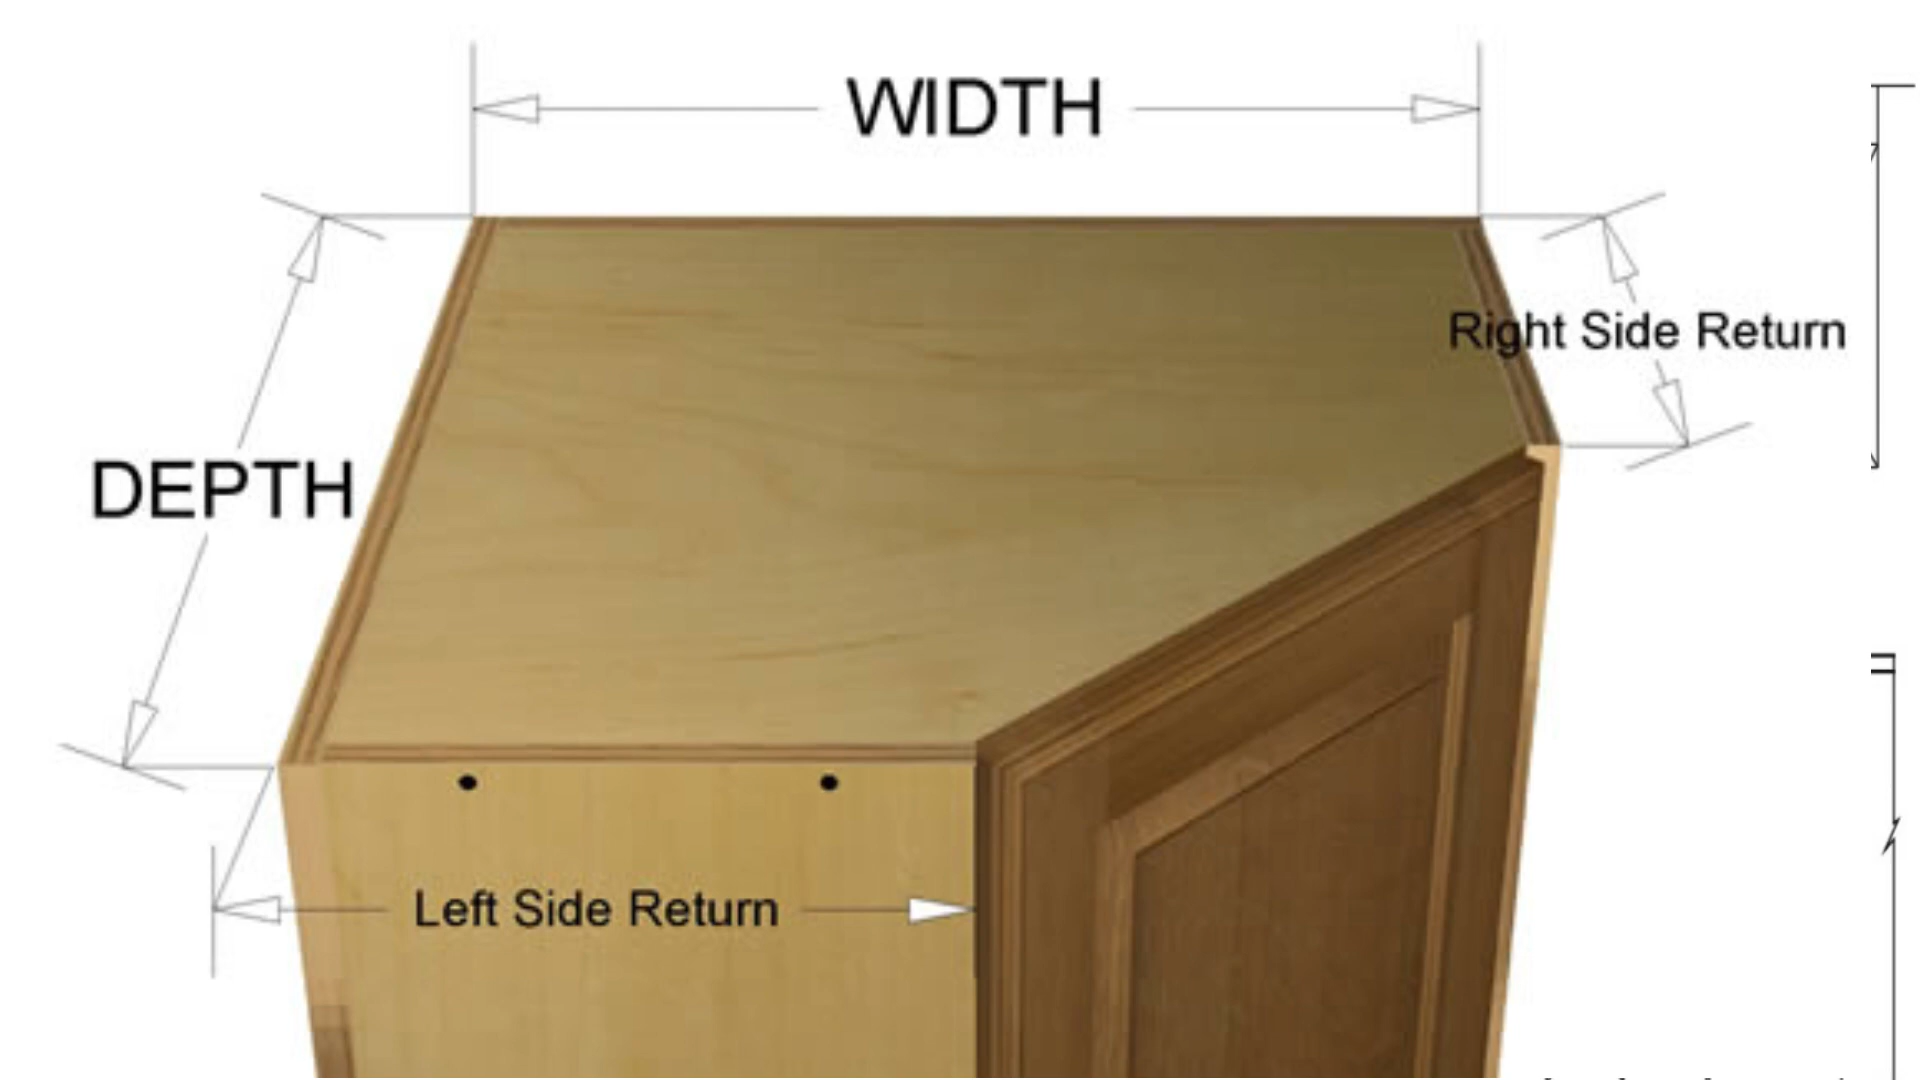 WIDTH
Right Side Return
DEPTH
Left Side Return